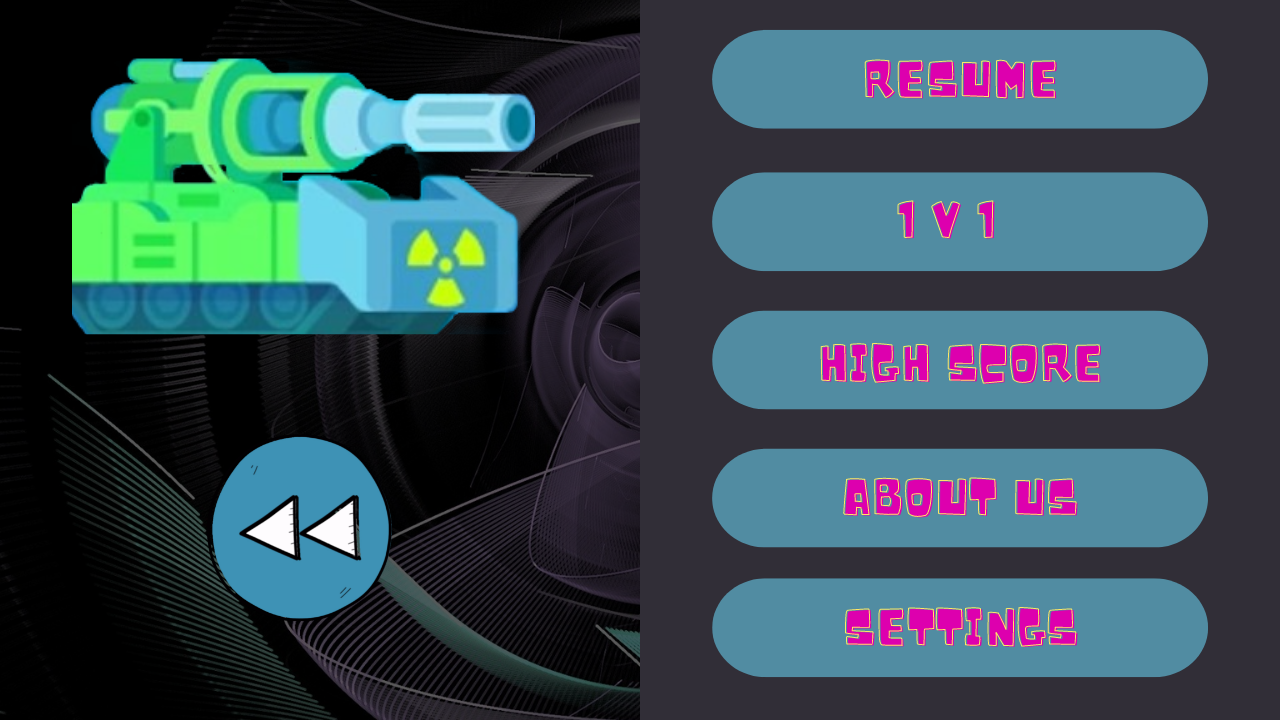 RESUME
1 V 1
HIGH SCORE
ABOUT US
SETTINGS